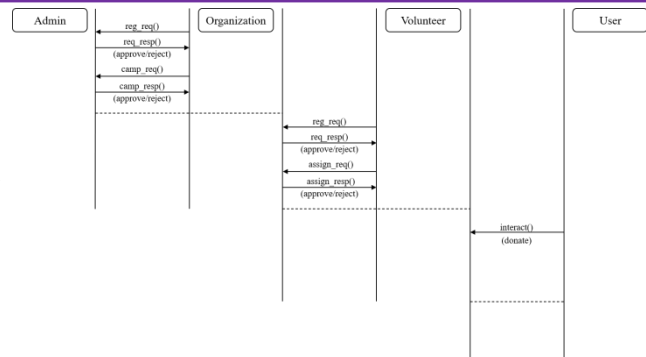 Admin
Organization
Volunteer
User
reg_req()
req_resp()
(approve/reject)
camp_req()
camp_resp()
(approve/reject)
reg_req()
req_resp()
(approve/reject)
assign_req()
assign_resp()
(approve/reject)
interact()
(donate)